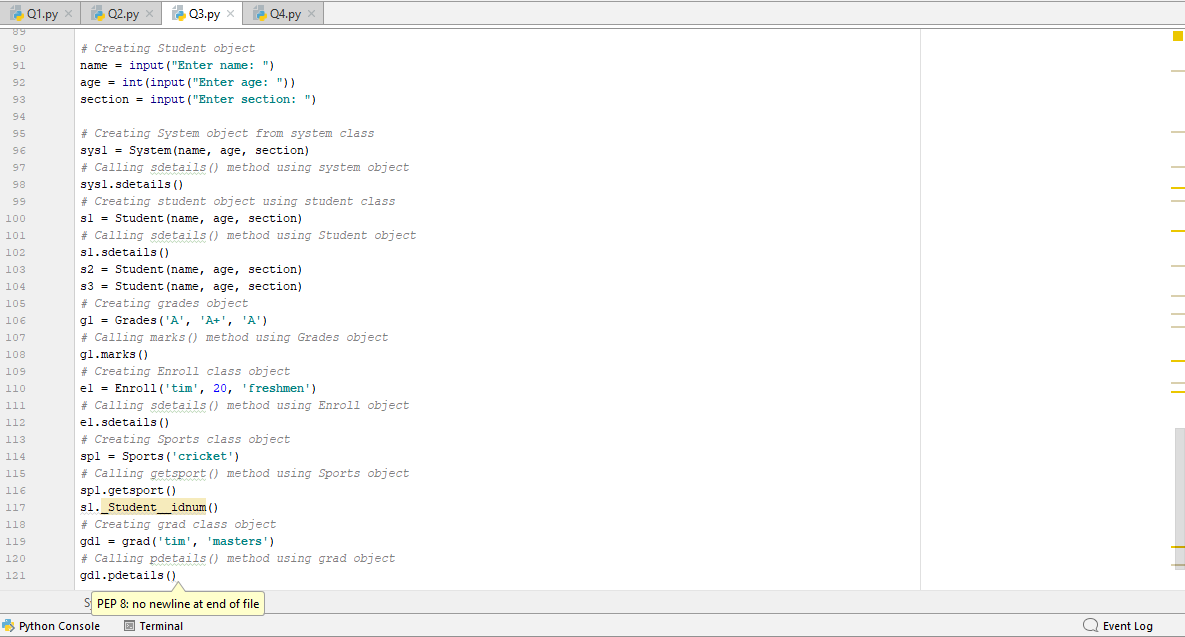 Q1.py Q2.py Q3.py Q4.py
89
90 # Creating Student object
91 name = input("Enter name: ")
92 age = int(input("Enter age: "))
93 section = input("Enter section: ")
94
95 # Creating System object from system class
96 sys1 = System(name, age, section)
97 # Calling sdetails() method using system object
98 sys1.sdetails()
99 # Creating student object using student class
100 s1 = Student(name, age, section)
101 # Calling sdetails() method using Student object
102 s1.sdetails()
103 s2 = Student(name, age, section)
104 s3 = Student(name, age, section)
105 # Creating grades object
106 g1 = Grades('A', 'A+', 'A')
107 # Calling marks() method using Grades object
108 g1.marks()
109 # Creating Enroll class object
110 e1 = Enroll('tim', 20, 'freshmen')
111 # Calling sdetails() method using Enroll object
112 e1.sdetails()
113 # Creating Sports class object
114 sp1 = Sports('cricket')
115 # Calling getsport() method using Sports object
116 sp1.getsport()
117 s1._Student__idnum()
118 # Creating grad class object
119 gd1 = grad('tim', 'masters')
120 # Calling pdetails() method using grad object
121 gd1.pdetails()
PEP 8: no newline at end of file
Python Console Terminal Event Log